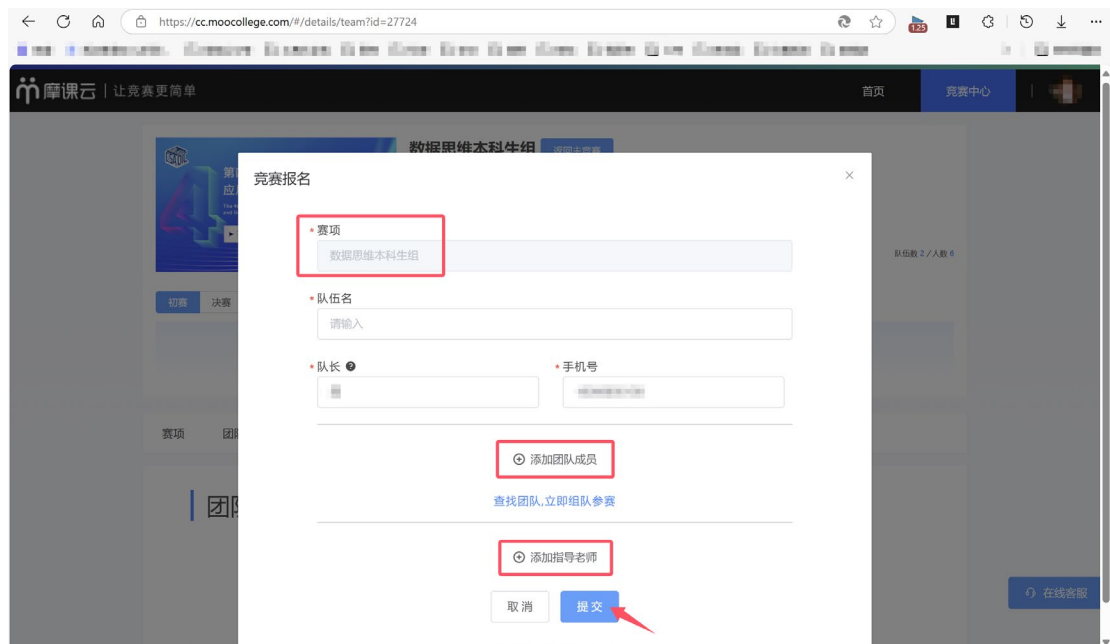 https://cc.moocollege.com/#/details/team?id=27724
1.25
摩课云 | 让竞赛更简单
首页
竞赛中心
数据思维本科生组
返回主竞赛
第
应
竞赛报名
* 赛项
数据思维本科生组
队伍数 2 / 人数 6
初赛
决赛
* 队伍名
请输入
* 队长
* 手机号
赛项
团
添加团队成员
查找团队,立即组队参赛
团
添加指导老师
取消
提交
在线客服